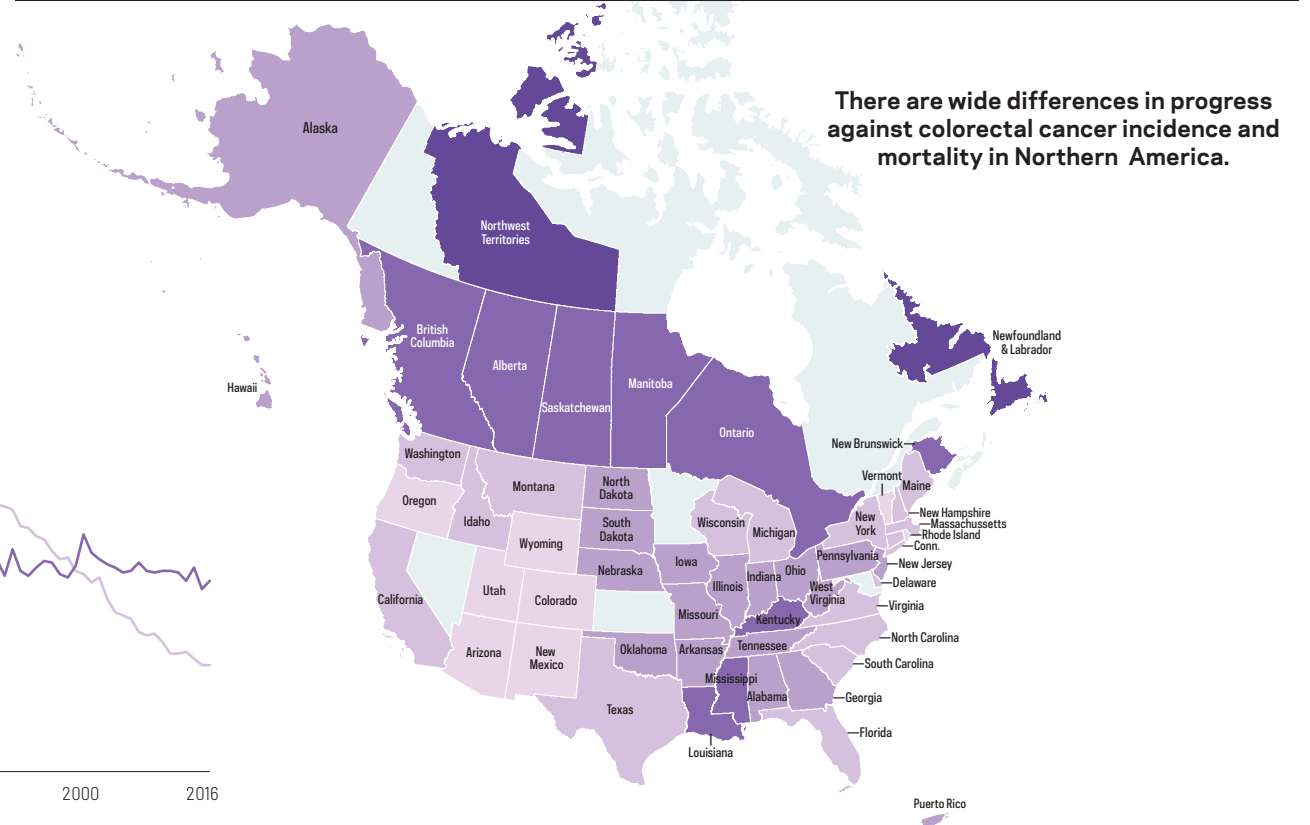 There are wide differences in progress
against colorectal cancer incidence and
mortality in Northern America.
Alaska
Northwest
Territories
British
Columbia
Alberta
Saskatchewan
Manitoba
Ontario
Newfoundland
& Labrador
New Brunswick
Hawaii
Washington
Oregon
Montana
Idaho
Wyoming
North
Dakota
South
Dakota
Nebraska
Wisconsin
Michigan
Vermont
Maine
New
York
New Hampshire
Massachussetts
Rhode Island
Conn.
New Jersey
Pennsylvania
Delaware
Iowa
Illinois
Indiana
Ohio
West
Virginia
Virginia
California
Utah
Colorado
Missouri
Kentucky
North Carolina
Tennessee
South Carolina
Arizona
New
Mexico
Oklahoma
Arkansas
Mississippi
Alabama
Georgia
Texas
Louisiana
Florida
Puerto Rico
2000
2016